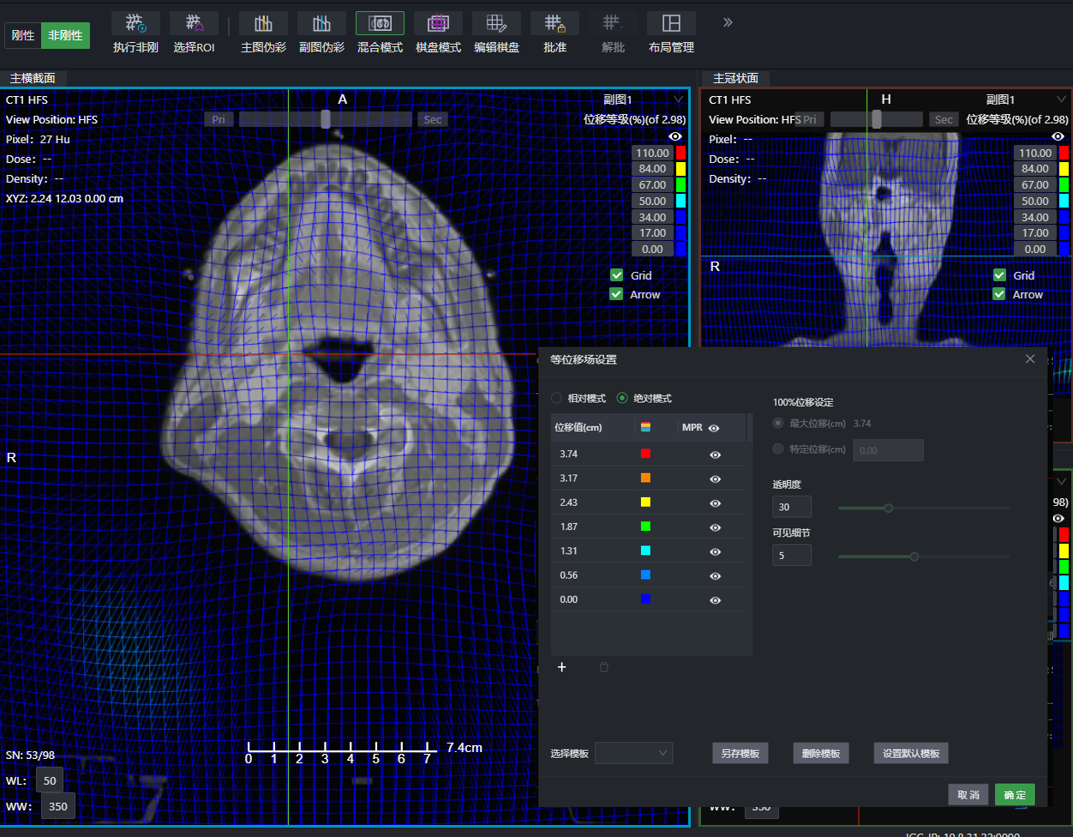 刚性 非刚性
执行非刚 选择ROI 主图伪彩 副图伪彩 混合模式 棋盘模式 编辑棋盘 批准 解批 布局管理
主横截面
CT1 HFS
A
副图1
View Position: HFS
Pri
Sec
位移等级(%)(of 2.98)
Pixel: 27 Hu
Dose: --
Density: --
XYZ: 2.24 12.03 0.00 cm
110.00
84.00
67.00
50.00
34.00
17.00
0.00
Grid
Arrow
R
SN: 53/98
WL: 50
WW: 350
0 1 2 3 4 5 6 7 7.4cm
主冠状面
CT1 HFS
H
副图1
View Position: HFS
Pri
Sec
位移等级(%)(of 2.98)
Pixel: --
Dose: --
Density: --
110.00
84.00
67.00
50.00
34.00
17.00
0.00
R
Grid
Arrow
等位移场设置
相对模式 绝对模式
位移值(cm) MPR
3.74
3.17
2.43
1.87
1.31
0.56
0.00
100%位移设定
最大位移(cm) 3.74
特定位移(cm) 0.00
透明度
30
可见细节
5
选择模板 另存模板 删除模板 设置默认模板
取消 确定
98)
WW: 350